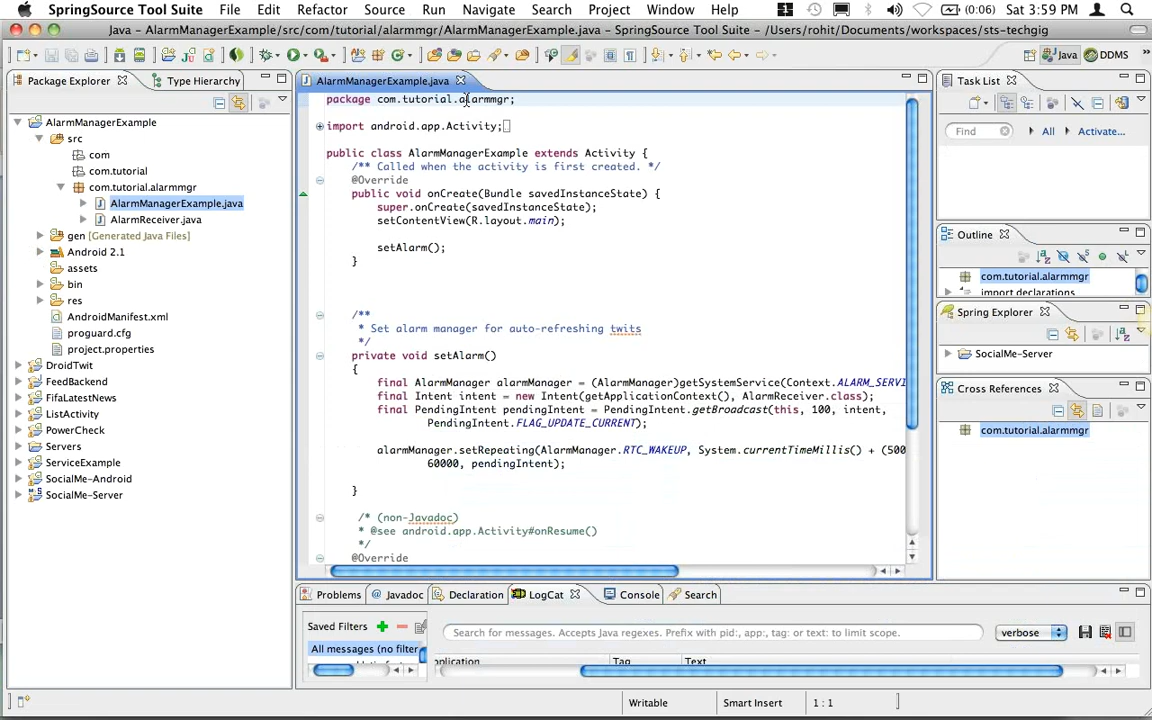 SpringSource Tool Suite File Edit Refactor Source Run Navigate Search Project Window Help (0:06) Sat 3:59 PM
Java – AlarmManagerExample/src/com/tutorial/alarmmgr/AlarmManagerExample.java – SpringSource Tool Suite – /Users/rohit/Documents/workspaces/sts-techgig
Java DDMS
Package Explorer Type Hierarchy
AlarmManagerExample
src
com
com.tutorial
com.tutorial.alarmmgr
AlarmManagerExample.java
AlarmReceiver.java
gen [Generated Java Files]
Android 2.1
assets
bin
res
AndroidManifest.xml
proguard.cfg
project.properties
DroidTwit
FeedBackend
FifaLatestNews
ListActivity
PowerCheck
Servers
ServiceExample
SocialMe-Android
SocialMe-Server
AlarmManagerExample.java
package com.tutorial.alarmmgr;
import android.app.Activity;
public class AlarmManagerExample extends Activity {
/** Called when the activity is first created. */
@Override
public void onCreate(Bundle savedInstanceState) {
super.onCreate(savedInstanceState);
setContentView(R.layout.main);
setAlarm();
}
/**
* Set alarm manager for auto-refreshing twits
*/
private void setAlarm()
{
final AlarmManager alarmManager = (AlarmManager)getSystemService(Context.ALARM_SERVI
final Intent intent = new Intent(getApplicationContext(), AlarmReceiver.class);
final PendingIntent pendingIntent = PendingIntent.getBroadcast(this, 100, intent,
PendingIntent.FLAG_UPDATE_CURRENT);
alarmManager.setRepeating(AlarmManager.RTC_WAKEUP, System.currentTimeMillis() + (500
60000, pendingIntent);
}
/* (non-Javadoc)
* @see android.app.Activity#onResume()
*/
@Override
Task List
Find All Activate...
Outline
com.tutorial.alarmmgr
import declarations
Spring Explorer
SocialMe-Server
Cross References
com.tutorial.alarmmgr
Problems @ Javadoc Declaration LogCat Console Search
Saved Filters
All messages (no filter
Search for messages. Accepts Java regexes. Prefix with pid:, app:, tag: or text: to limit scope.
verbose
pplication Tag Text
Writable Smart Insert 1 : 1